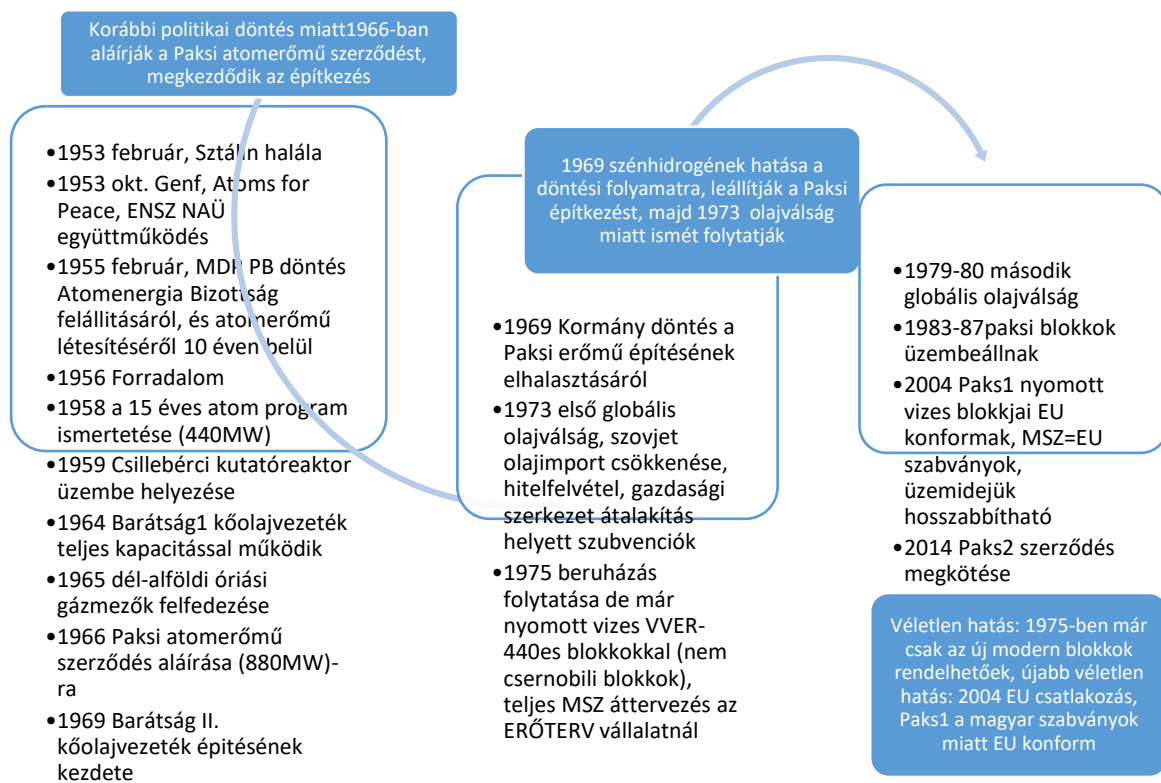 Korábbi politikai döntés miatt1966-ban
aláírják a Paksi atomerőmű szerződést,
megkezdődik az építkezés
•1953 február, Sztálin halála
•1953 okt. Genf, Atoms for
Peace, ENSZ NAÜ
együttműködés
•1955 február, MDP PB döntés
Atomenergia Bizottság
felállitásáról, és atomerőmű
létesítéséről 10 éven belül
•1956 Forradalom
•1958 a 15 éves atom program
ismertetése (440MW)
•1959 Csillebérci kutatóreaktor
üzembe helyezése
•1964 Barátság1 kőolajvezeték
teljes kapacitással működik
•1965 dél-alföldi óriási
gázmezők felfedezése
•1966 Paksi atomerőmű
szerződés aláírása (880MW)-
ra
•1969 Barátság II.
kőolajvezeték épitésének
kezdete
1969 szénhidrogének hatása a
döntési folyamatra, leállítják a Paksi
építkezést, majd 1973 olajválság
miatt ismét folytatják
•1969 Kormány döntés a
Paksi erőmű építésének
elhalasztásáról
•1973 első globális
olajválság, szovjet
olajimport csökkenése,
hitelfelvétel, gazdasági
szerkezet átalakítás
helyett szubvenciók
•1975 beruházás
folytatása de már
nyomott vizes VVER-
440es blokkokkal (nem
csernobili blokkok),
teljes MSZ áttervezés az
ERŐTERV vállalatnál
•1979-80 második
globális olajválság
•1983-87paksi blokkok
üzembeállnak
•2004 Paks1 nyomott
vizes blokkjai EU
konformak, MSZ=EU
szabványok,
üzemidejük
hosszabbítható
•2014 Paks2 szerződés
megkötése
Véletlen hatás: 1975-ben már
csak az új modern blokkok
rendelhetőek, újabb véletlen
hatás: 2004 EU csatlakozás,
Paks1 a magyar szabványok
miatt EU konform